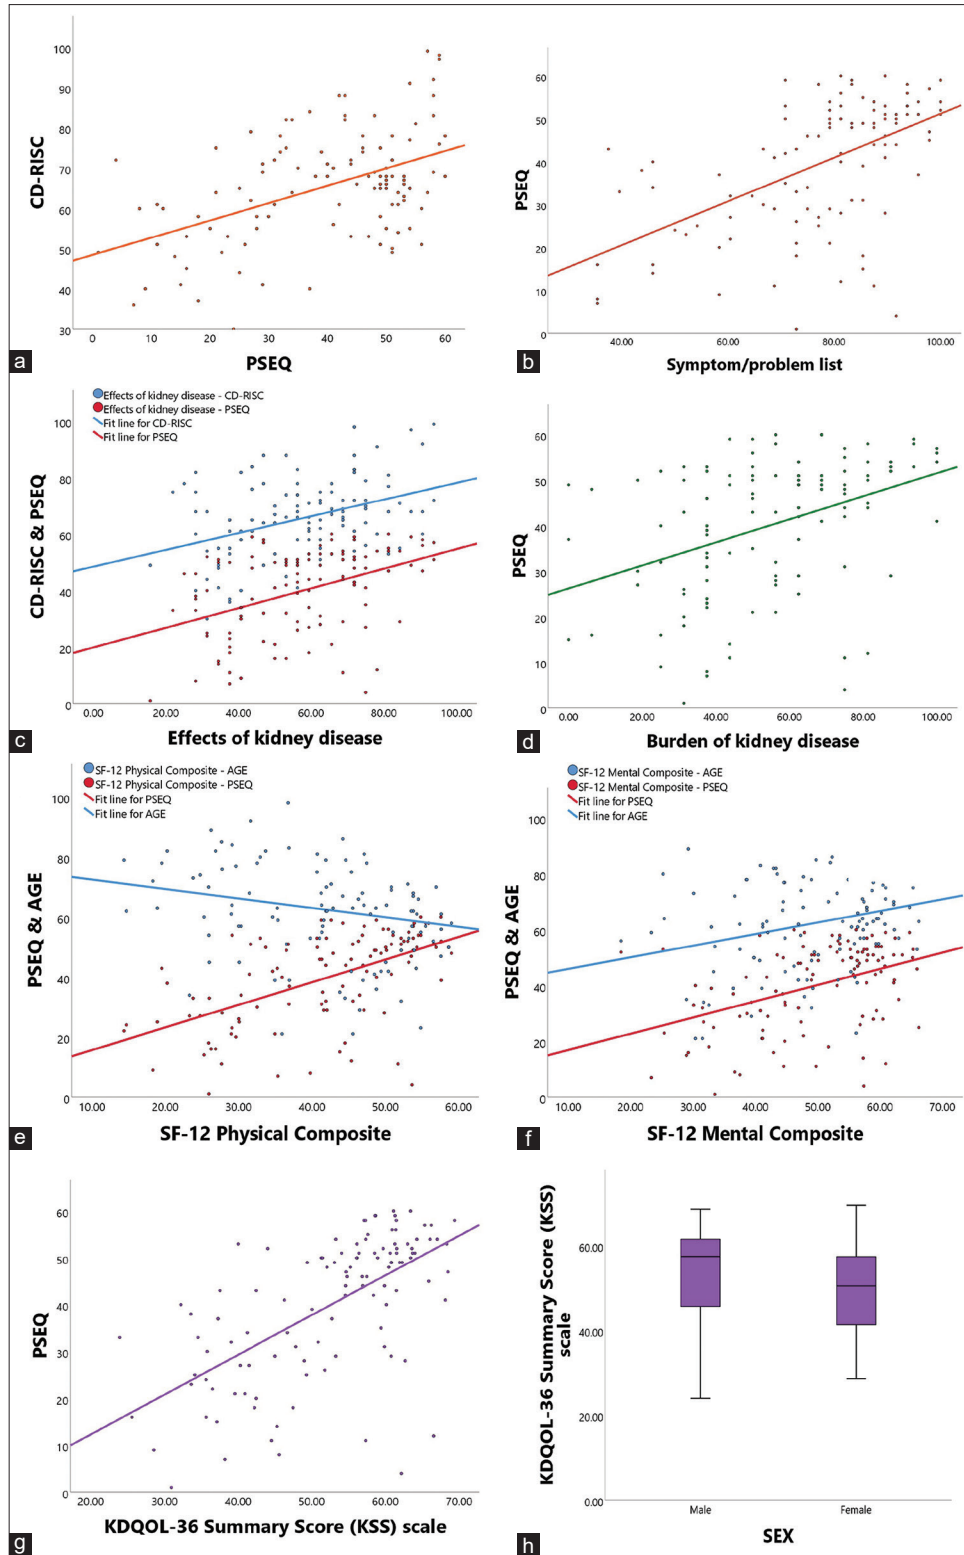 100
90
80
70
60
50
40
30
CD-RISC
0 10 20 30 40 50 60
PSEQ
a
60
50
40
30
20
10
0
PSEQ
40.00 60.00 80.00 100.00
Symptom/problem list
b
Effects of kidney disease - CD-RISC
Effects of kidney disease - PSEQ
Fit line for CD-RISC
Fit line for PSEQ
100
80
60
40
20
0
CD-RISC & PSEQ
0.00 20.00 40.00 60.00 80.00 100.00
Effects of kidney disease
c
60
50
40
30
20
10
0
PSEQ
0.00 20.00 40.00 60.00 80.00 100.00
Burden of kidney disease
d
SF-12 Physical Composite - AGE
SF-12 Physical Composite - PSEQ
Fit line for PSEQ
Fit line for AGE
100
80
60
40
20
0
PSEQ & AGE
10.00 20.00 30.00 40.00 50.00 60.00
SF-12 Physical Composite
e
SF-12 Mental Composite - AGE
SF-12 Mental Composite - PSEQ
Fit line for PSEQ
Fit line for AGE
100
80
60
40
20
0
PSEQ & AGE
10.00 20.00 30.00 40.00 50.00 60.00 70.00
SF-12 Mental Composite
f
60
50
40
30
20
10
0
PSEQ
20.00 30.00 40.00 50.00 60.00 70.00
KDQOL-36 Summary Score (KSS) scale
g
KDQOL-36 Summary Score (KSS)
scale
60.00
40.00
20.00
0.00
Male Female
SEX
h